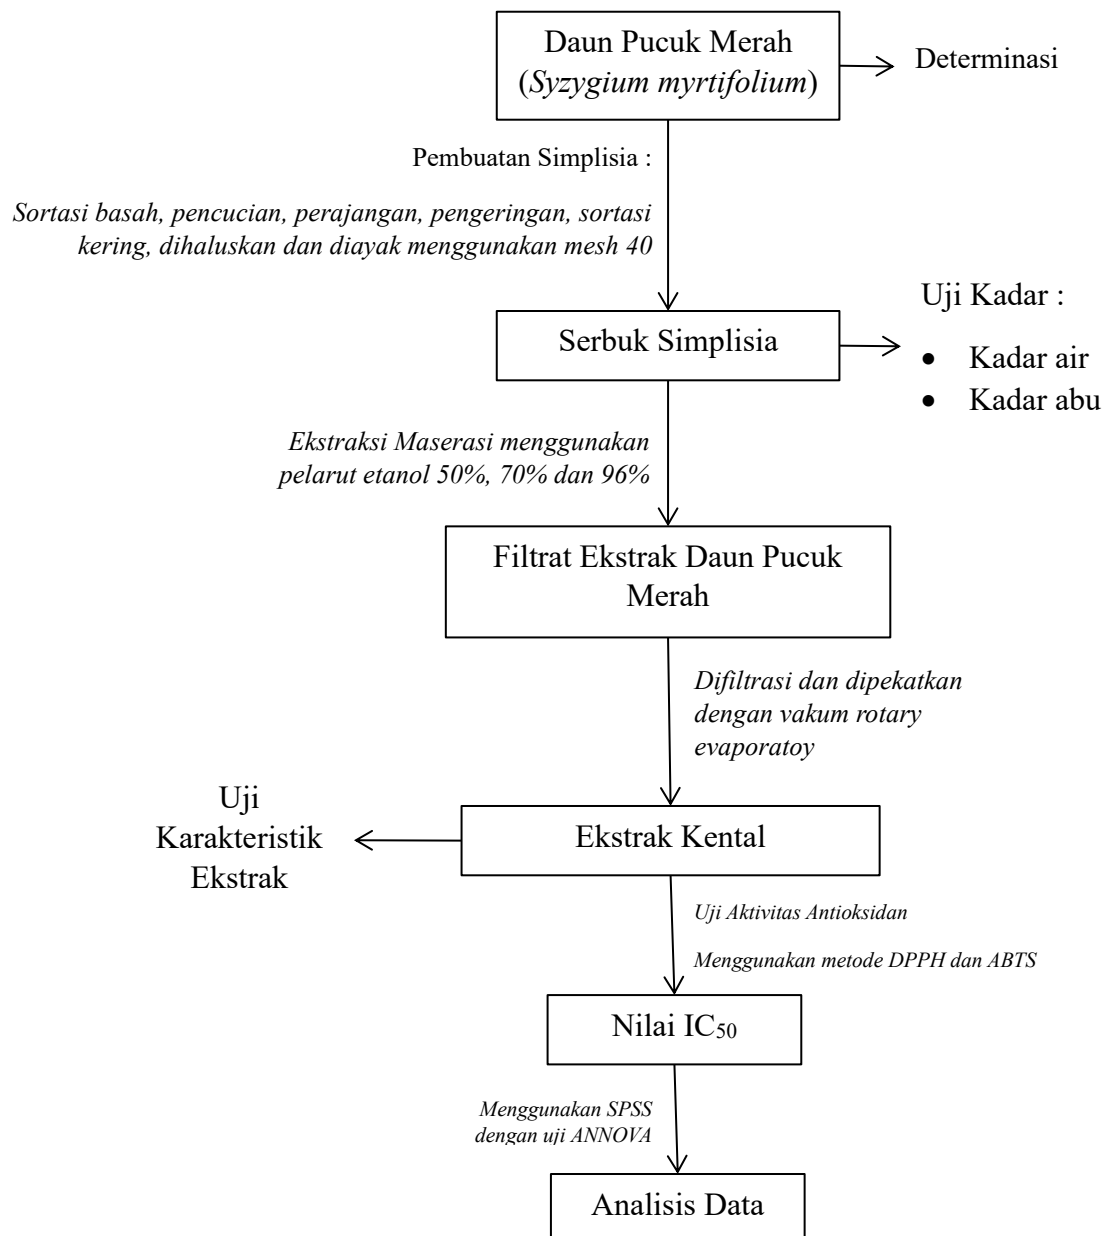 Daun Pucuk Merah
(Syzygium myrtifolium)
Determinasi
Pembuatan Simplisia :
Sortasi basah, pencucian, perajangan, pengeringan, sortasi
kering, dihaluskan dan diayak menggunakan mesh 40
Serbuk Simplisia
Uji Kadar :
• Kadar air
• Kadar abu
Ekstraksi Maserasi menggunakan
pelarut etanol 50%, 70% dan 96%
Filtrat Ekstrak Daun Pucuk
Merah
Difiltrasi dan dipekatkan
dengan vakum rotary
evaporatoy
Ekstrak Kental
Uji
Karakteristik
Ekstrak
Uji Aktivitas Antioksidan
Menggunakan metode DPPH dan ABTS
Nilai IC₅₀
Menggunakan SPSS
dengan uji ANNOVA
Analisis Data